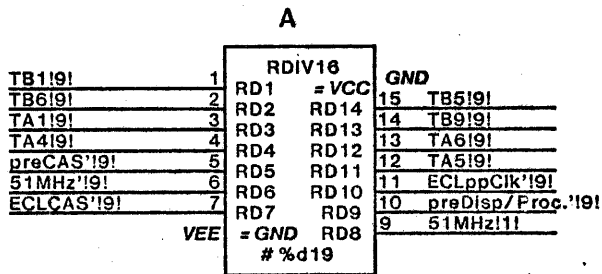 A
RDIV16
GND
TB1!9! 1 RD1 =VCC
TB6!9! 2 RD2 RD14 15 TB5!9!
TA1!9! 3 RD3 RD13 14 TB9!9!
TA4!9! 4 RD4 RD12 13 TA6!9!
preCAS'!9! 5 RD5 RD11 12 TA5!9!
51MHz'!9! 6 RD6 RD10 11 ECLppClk'!9!
ECLCAS'!9! 7 RD7 RD9 10 preDisp/Proc.'!9!
VEE =GND RD8 9 51MHz!1!
#%d19